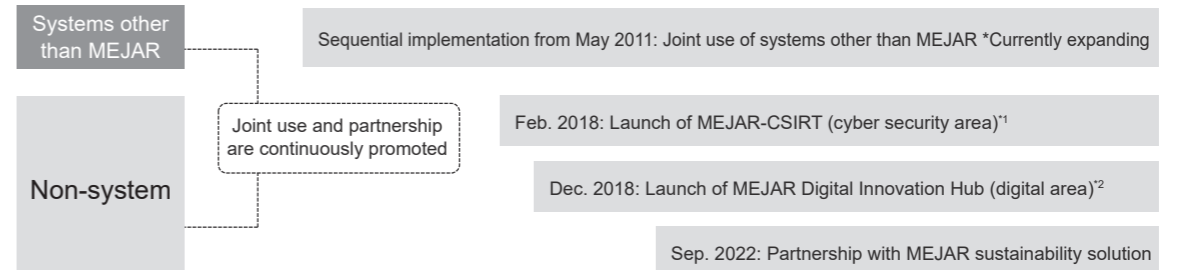 Systems other
than MEJAR
Sequential implementation from May 2011: Joint use of systems other than MEJAR *Currently expanding
Non-system
Joint use and partnership
are continuously promoted
Feb. 2018: Launch of MEJAR-CSIRT (cyber security area)*1
Dec. 2018: Launch of MEJAR Digital Innovation Hub (digital area)*2
Sep. 2022: Partnership with MEJAR sustainability solution